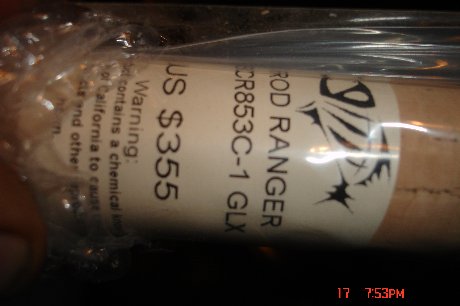 ROD RANGER
CR853C-1 GLX
US $355
Warning:
contains a chemical
of California to cause
and other
17 7:53PM